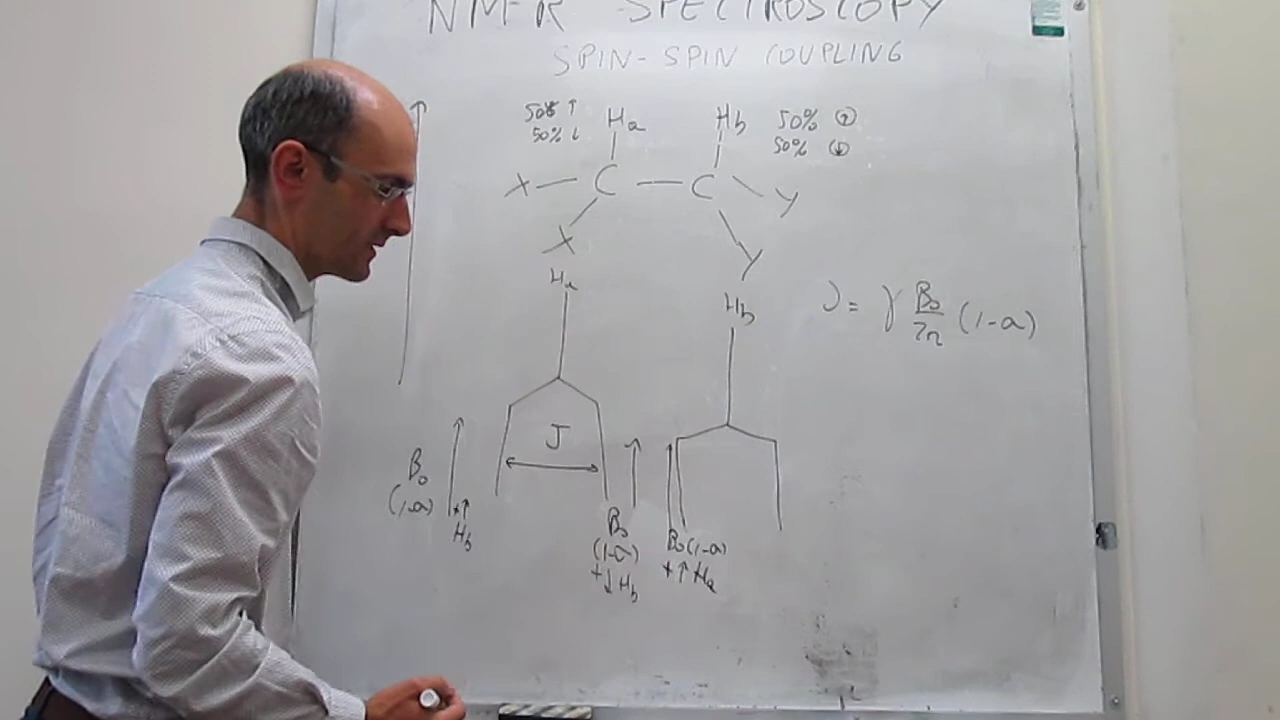 NMR SPECTROSCOPY
SPIN-SPIN COUPLING
50% ↑ Ha Hb 50% ↑
50% ↓ 50% ↓
X C C Y
X Y
Ha
Hb
ν = γ B0/2π (1-a)
J
B0
(1-a)
+↑
Hb
B0
(1-a)
+↓ Hb
B0(1-a)
+↑ Ha